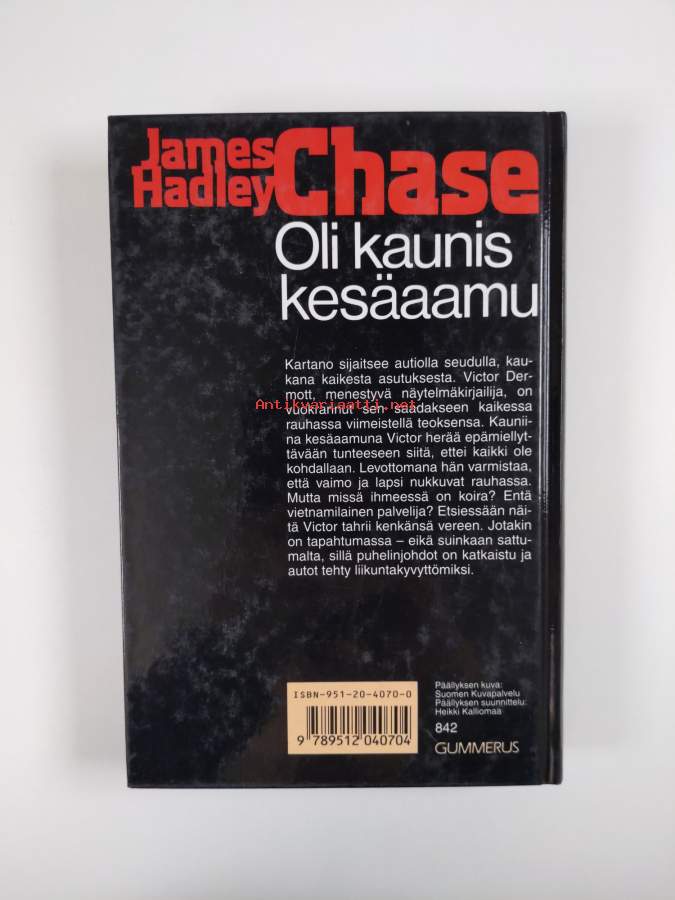 James
Hadley Chase
Oli kaunis
kesäaaamu
Kartano sijaitsee autiolla seudulla, kau-
kana kaikesta asutuksesta. Victor Der-
mott, menestyvä näytelmäkirjailija, on
Antikvariaatti.net
vuokrannut sen saadakseen kaikessa
rauhassa viimeistellä teoksensa. Kaunii-
na kesäaamuna Victor herää epämiellyt-
tävään tunteeseen siitä, ettei kaikki ole
kohdallaan. Levottomana hän varmistaa,
että vaimo ja lapsi nukkuvat rauhassa.
Mutta missä ihmeessä on koira? Entä
vietnamilainen palvelija? Etsiessään näi-
tä Victor tahrii kenkänsä vereen. Jotakin
on tapahtumassa – eikä suinkaan sattu-
malta, sillä puhelinjohdot on katkaistu ja
autot tehty liikuntakyvyttömiksi.
ISBN-951-20-4070-0
9 789512 040704
Päällyksen kuva:
Suomen Kuvapalvelu
Päällyksen suunnittelu:
Heikki Kalliomaa
842
GUMMERUS